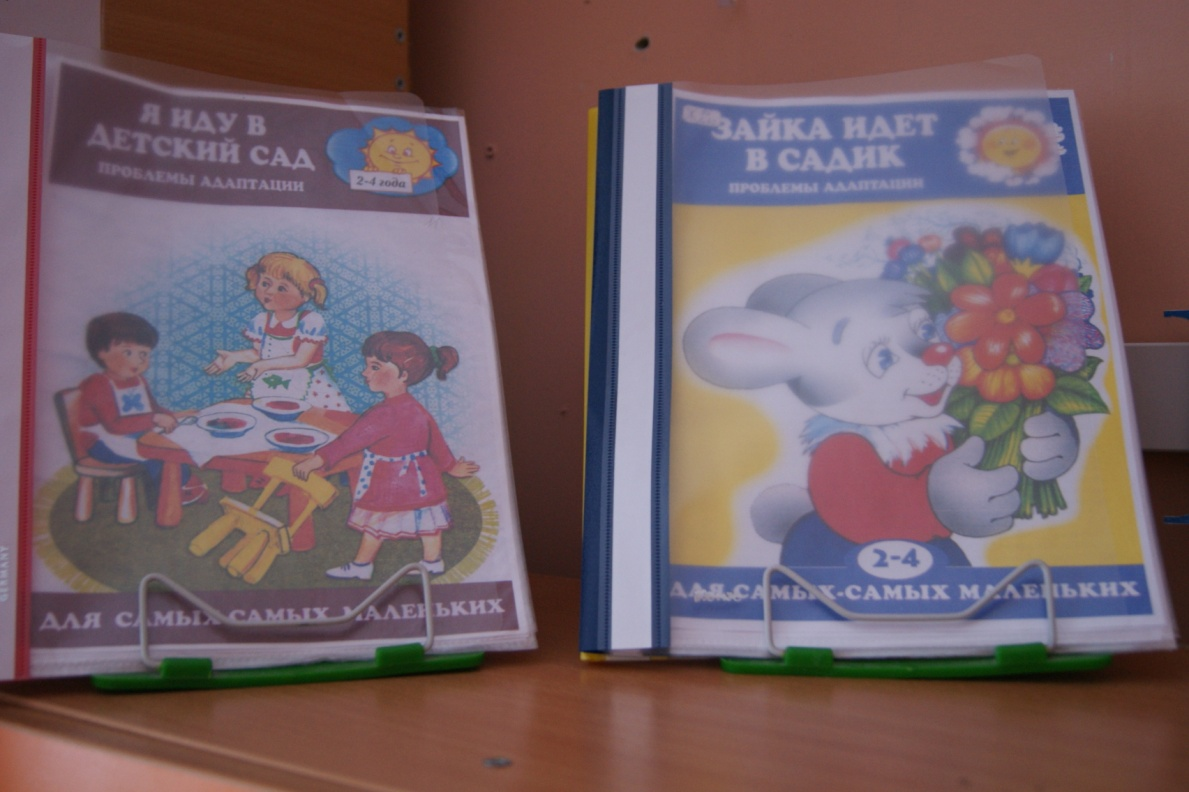 Я ИДУ В
ДЕТСКИЙ САД
ПРОБЛЕМЫ АДАПТАЦИИ
2-4 года
ДЛЯ САМЫХ-САМЫХ МАЛЕНЬКИХ
GERMANY
ЗАЙКА ИДЕТ
В САДИК
ПРОБЛЕМЫ АДАПТАЦИИ
2-4
ДЛЯ САМЫХ-САМЫХ МАЛЕНЬКИХ